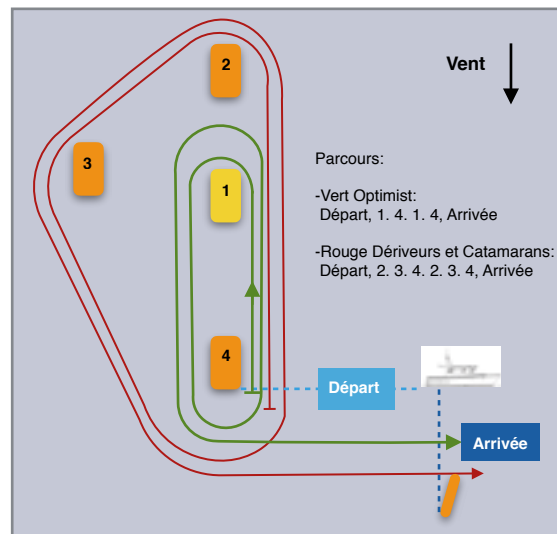 2
Vent
3
1
Parcours:
-Vert Optimist:
Départ, 1. 4. 1. 4, Arrivée
-Rouge Dériveurs et Catamarans:
Départ, 2. 3. 4. 2. 3. 4, Arrivée
4
Départ
Arrivée